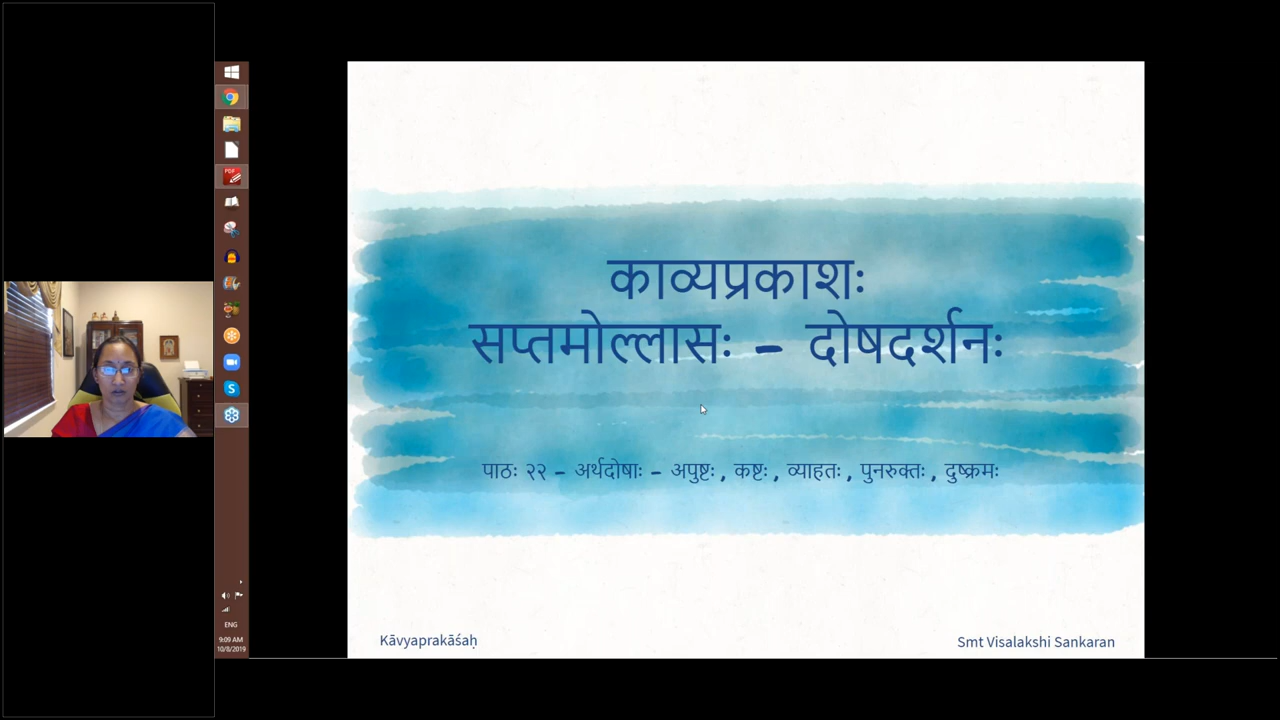 काव्यप्रकाशः
सप्तमोल्लासः – दोषदर्शनः
पाठः २२ – अर्थदोषाः – अपुष्टः , कष्टः , व्याहतः , पुनरुक्तः , दुष्क्रमः
Kāvyaprakāśaḥ
Smt Visalakshi Sankaran
PDF
ENG
9:09 AM
10/8/2019